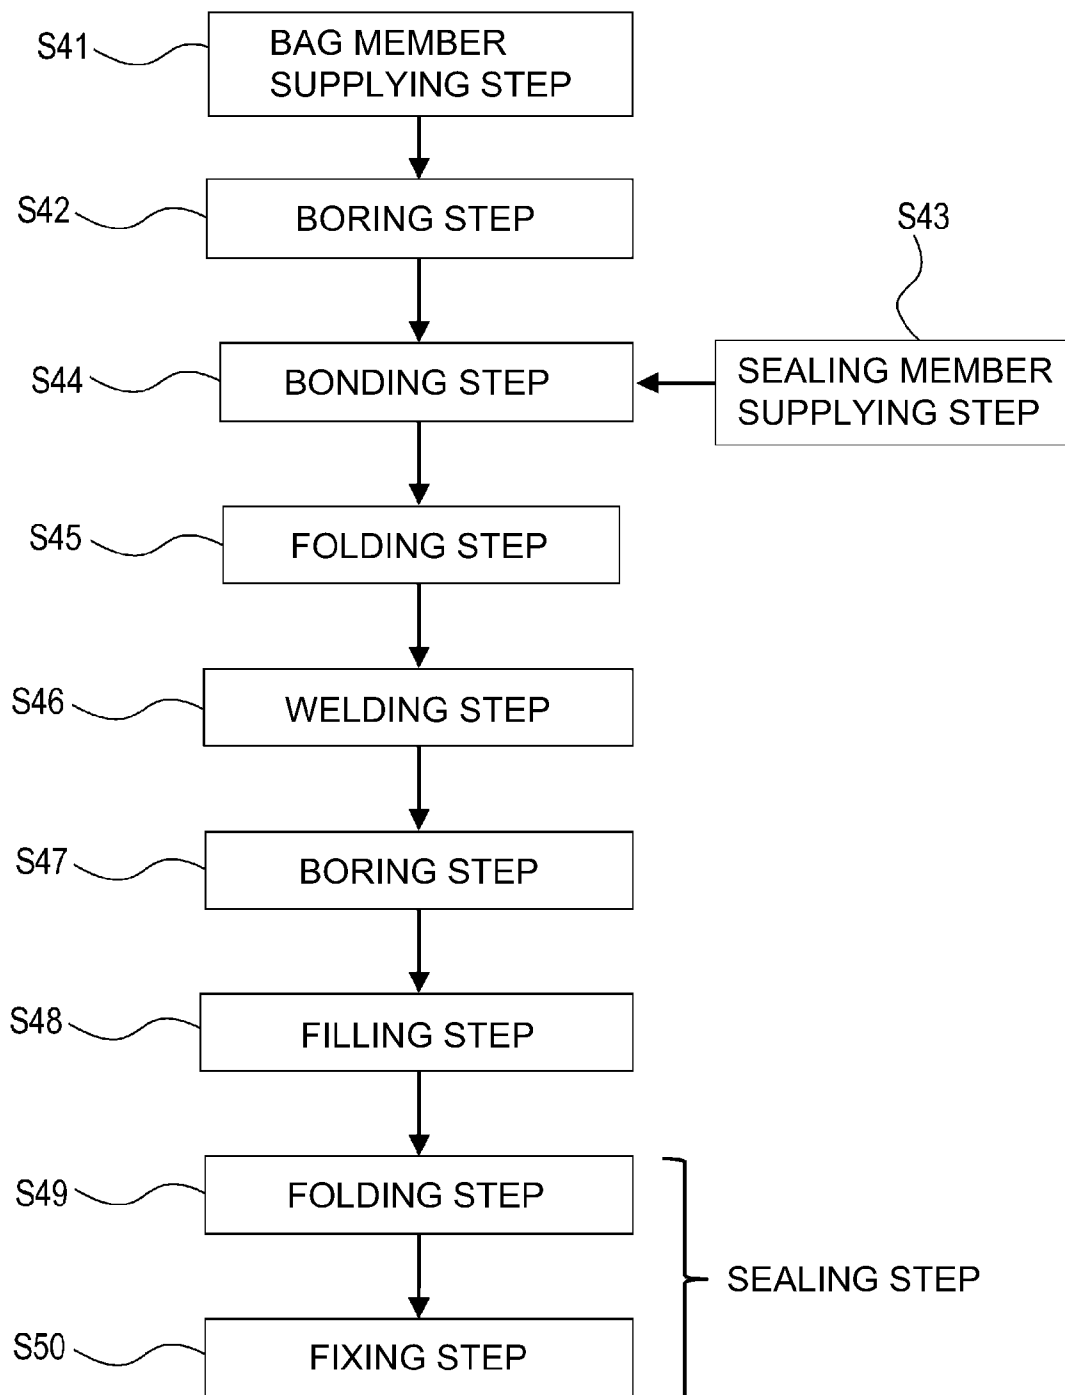 S41
BAG MEMBER
SUPPLYING STEP
S42
BORING STEP
S43
S44
BONDING STEP
SEALING MEMBER
SUPPLYING STEP
S45
FOLDING STEP
S46
WELDING STEP
S47
BORING STEP
S48
FILLING STEP
S49
FOLDING STEP
SEALING STEP
S50
FIXING STEP